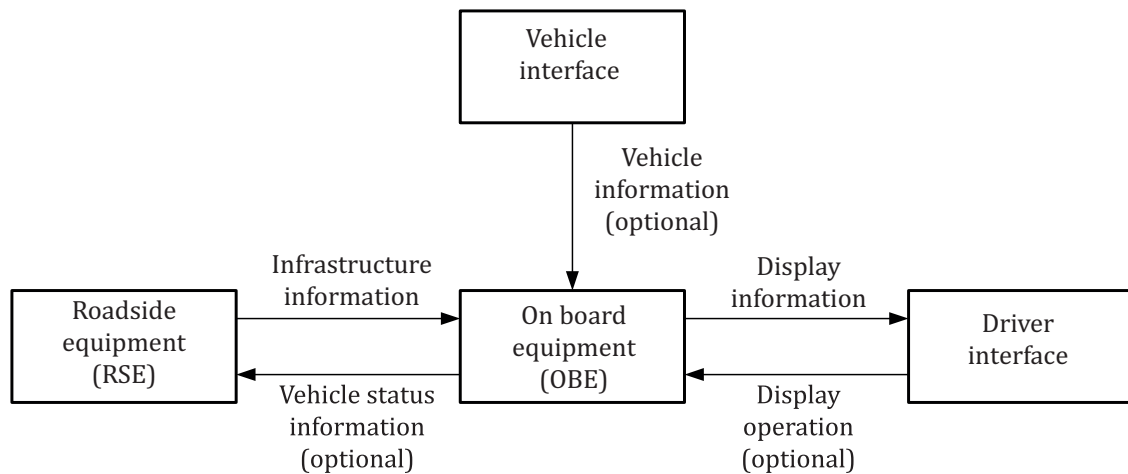 Vehicle
interface
Vehicle
information
(optional)
Infrastructure
information
Display
information
Roadside
equipment
(RSE)
On board
equipment
(OBE)
Driver
interface
Vehicle status
information
(optional)
Display
operation
(optional)